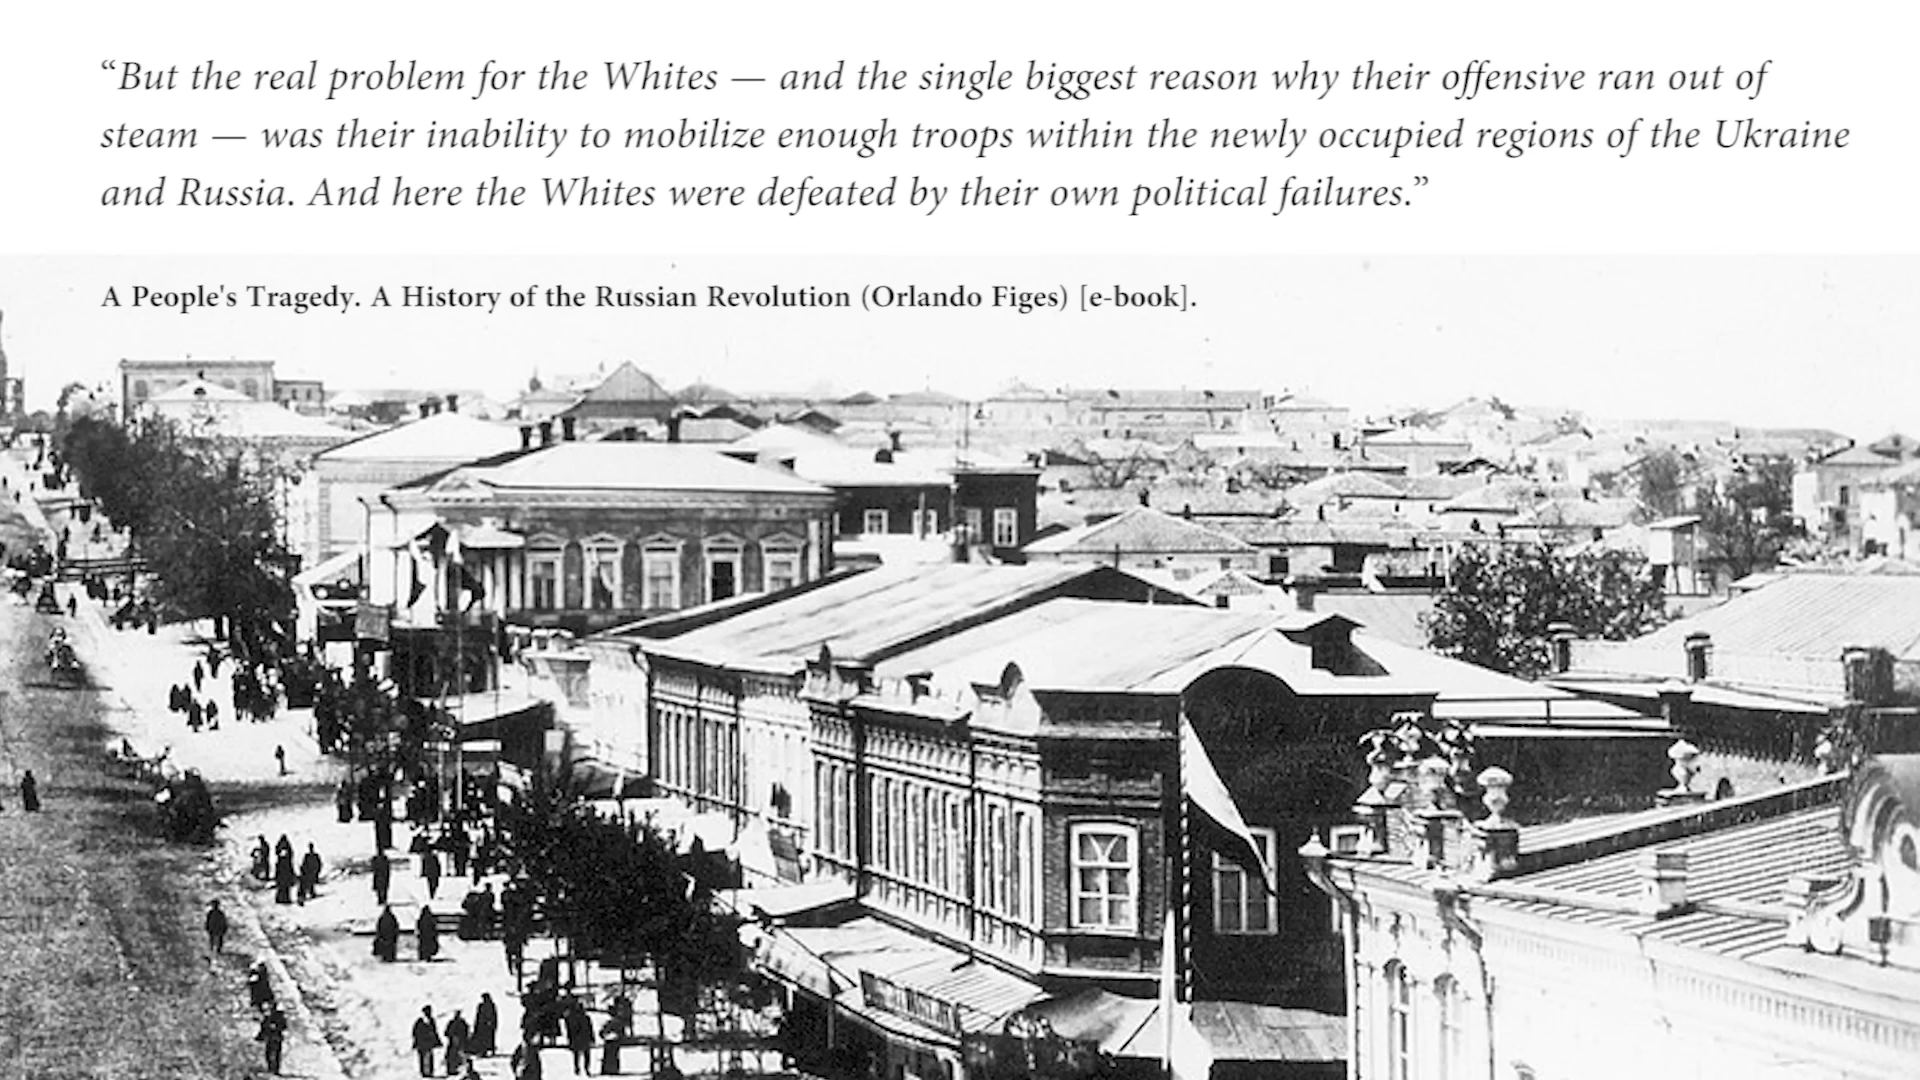 “But the real problem for the Whites — and the single biggest reason why their offensive ran out of
steam — was their inability to mobilize enough troops within the newly occupied regions of the Ukraine
and Russia. And here the Whites were defeated by their own political failures.”
A People's Tragedy. A History of the Russian Revolution (Orlando Figes) [e-book].